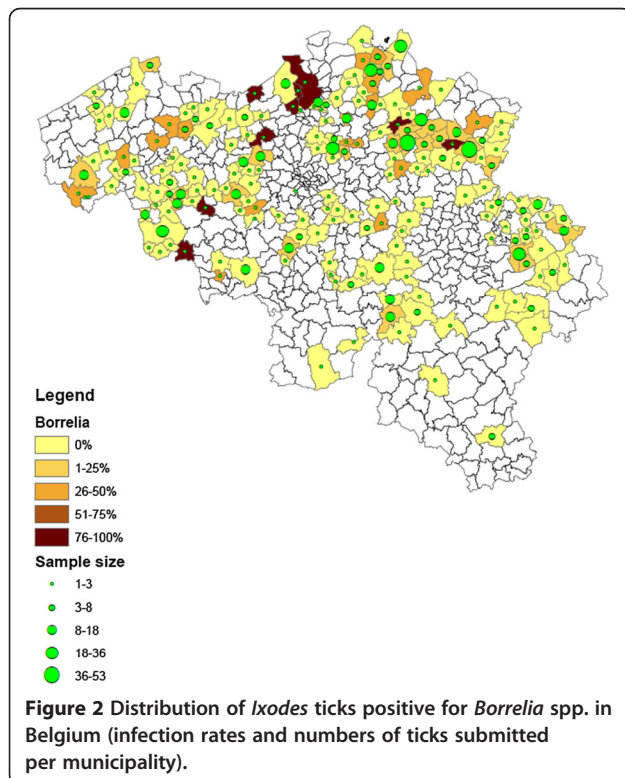 Legend
Borrelia
0%
1-25%
26-50%
51-75%
76-100%
Sample size
1-3
3-8
8-18
18-36
36-53
Figure 2 Distribution of Ixodes ticks positive for Borrelia spp. in
Belgium (infection rates and numbers of ticks submitted
per municipality).